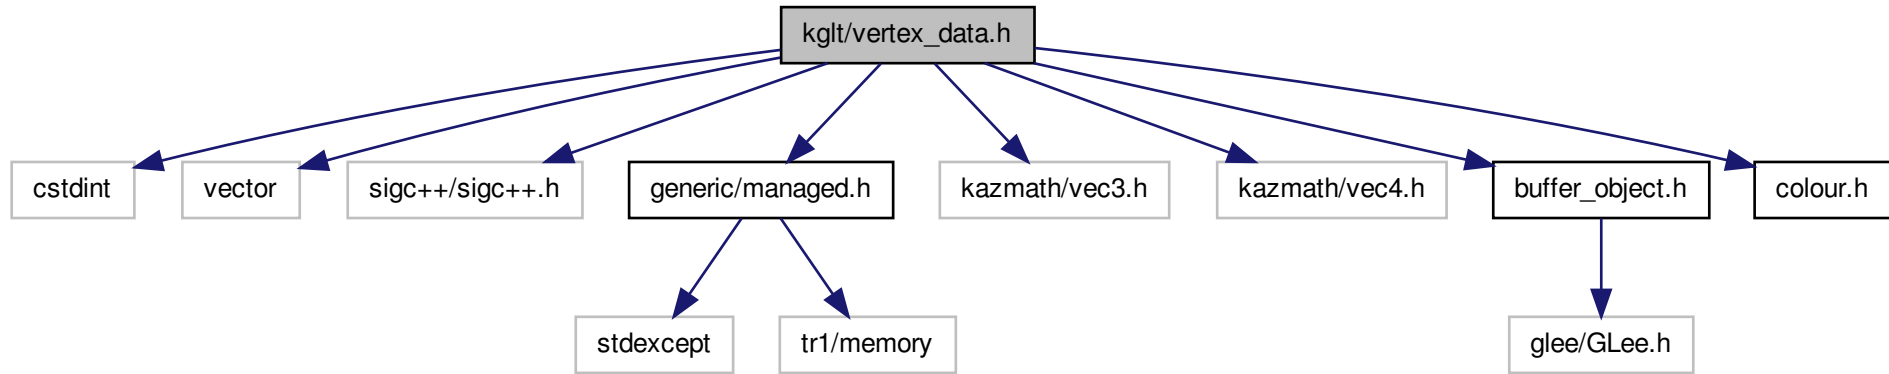 kglt/vertex_data.h
cstdint
vector
sigc++/sigc++.h
generic/managed.h
kazmath/vec3.h
kazmath/vec4.h
buffer_object.h
colour.h
stdexcept
tr1/memory
glee/GLee.h